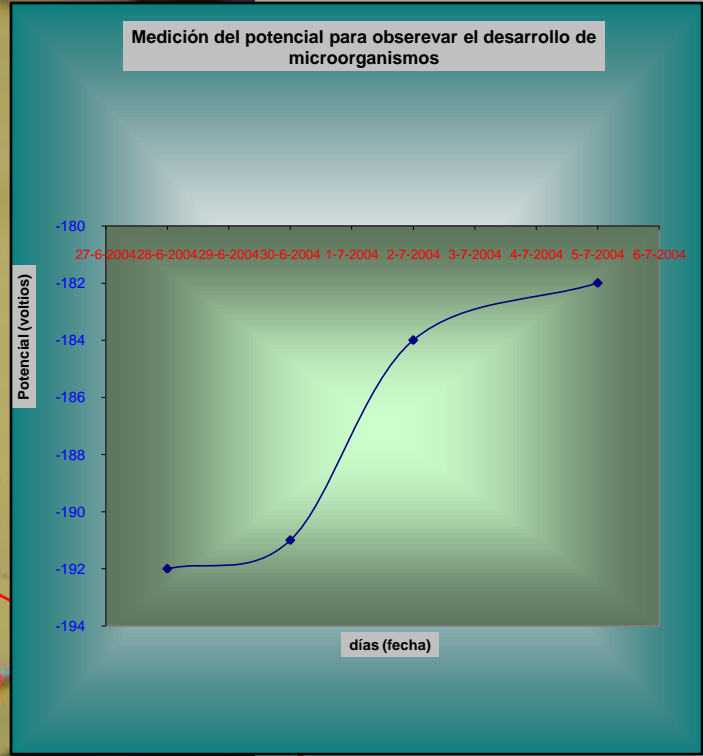 Medición del potencial para obserevar el desarrollo de
microorganismos
-180
27-6-2004 28-6-2004 29-6-2004 30-6-2004 1-7-2004 2-7-2004 3-7-2004 4-7-2004 5-7-2004 6-7-2004
-182
Potencial (voltios)
-184
-186
-188
-190
-192
-194
días (fecha)